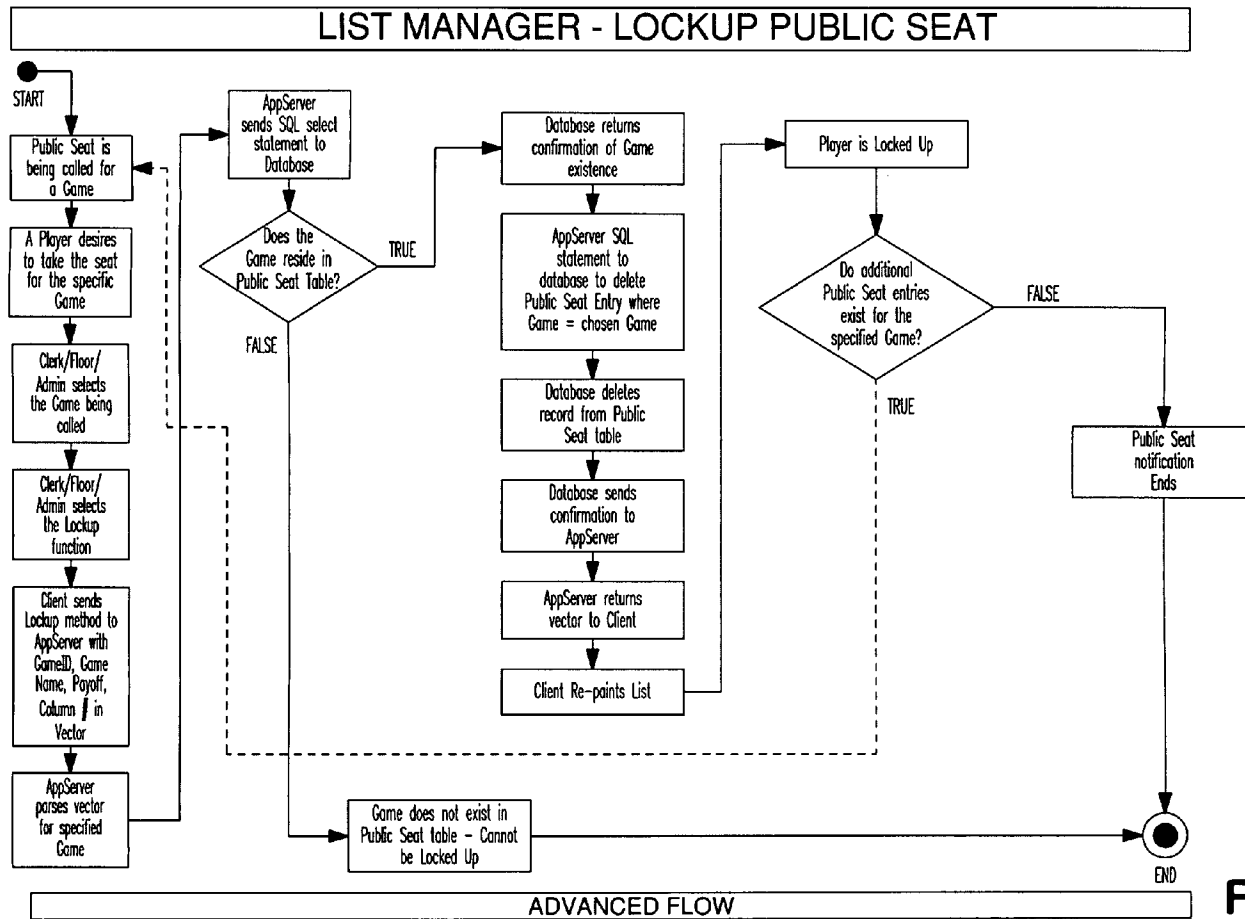 LIST MANAGER - LOCKUP PUBLIC SEAT
START
Public Seat is
being called for
a Game
A Player desires
to take the seat
for the specific
Game
Clerk/Floor/
Admin selects
the Game being
called
Clerk/Floor/
Admin selects
the Lockup
function
Client sends
Lockup method to
AppServer with
GameID, Game
Name, Payoff,
Column / in
Vector
AppServer
parses vector
for specified
Game
AppServer
sends SQL select
statement to
Database
Does the
Game reside in
Public Seat Table?
TRUE
FALSE
Database returns
confirmation of Game
existence
AppServer SQL
statement to
database to delete
Public Seat Entry where
Game = chosen Game
Database deletes
record from Public
Seat table
Database sends
confirmation to
AppServer
AppServer returns
vector to Client
Client Re-paints List
Player is Locked Up
Do additional
Public Seat entries
exist for the
specified Game?
FALSE
TRUE
Public Seat
notification
Ends
Game does not exist in
Public Seat table - Cannot
be Locked Up
END
ADVANCED FLOW